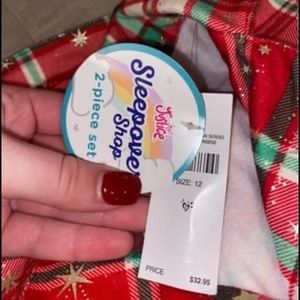 Justice
Sleepover
Shop
2-piece set
SIZE: 12
PRICE
$32.95